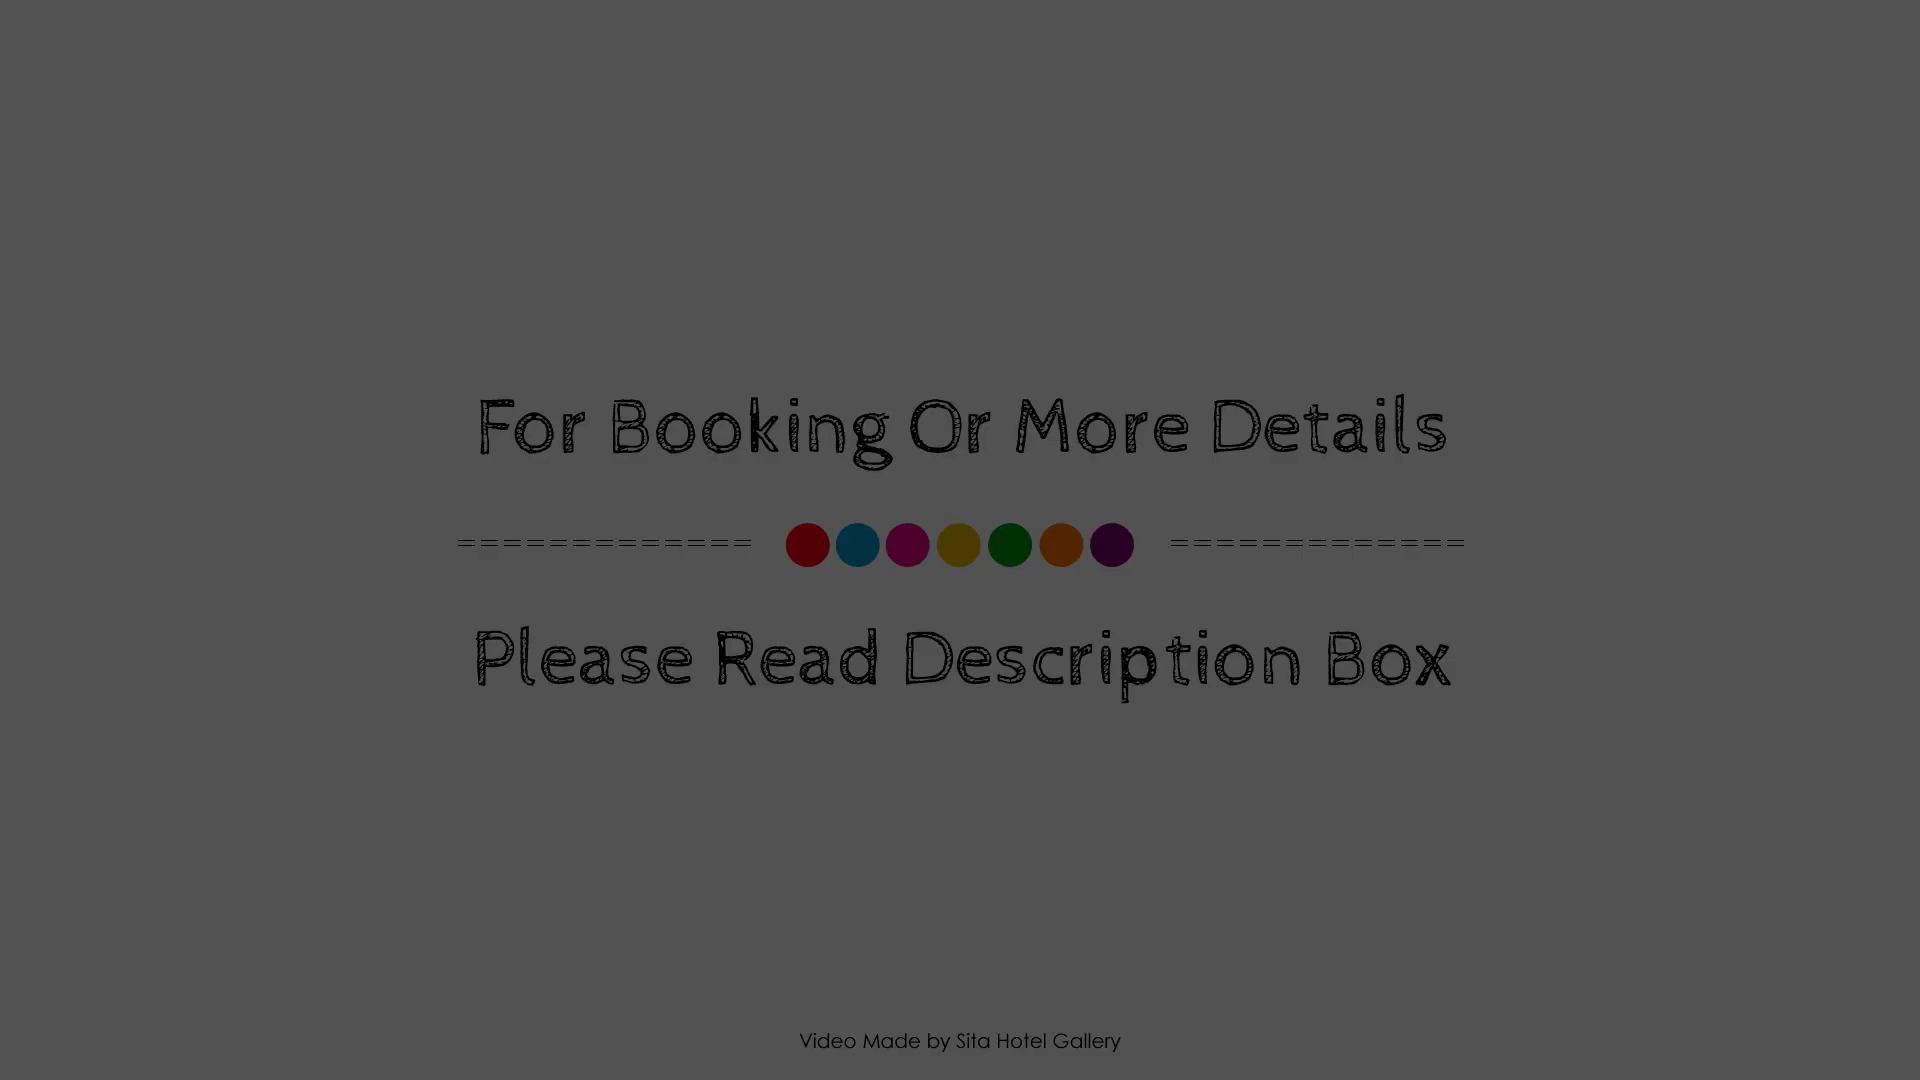 For Booking Or More Details
============= =============
Please Read Description Box
Video Made by Sita Hotel Gallery